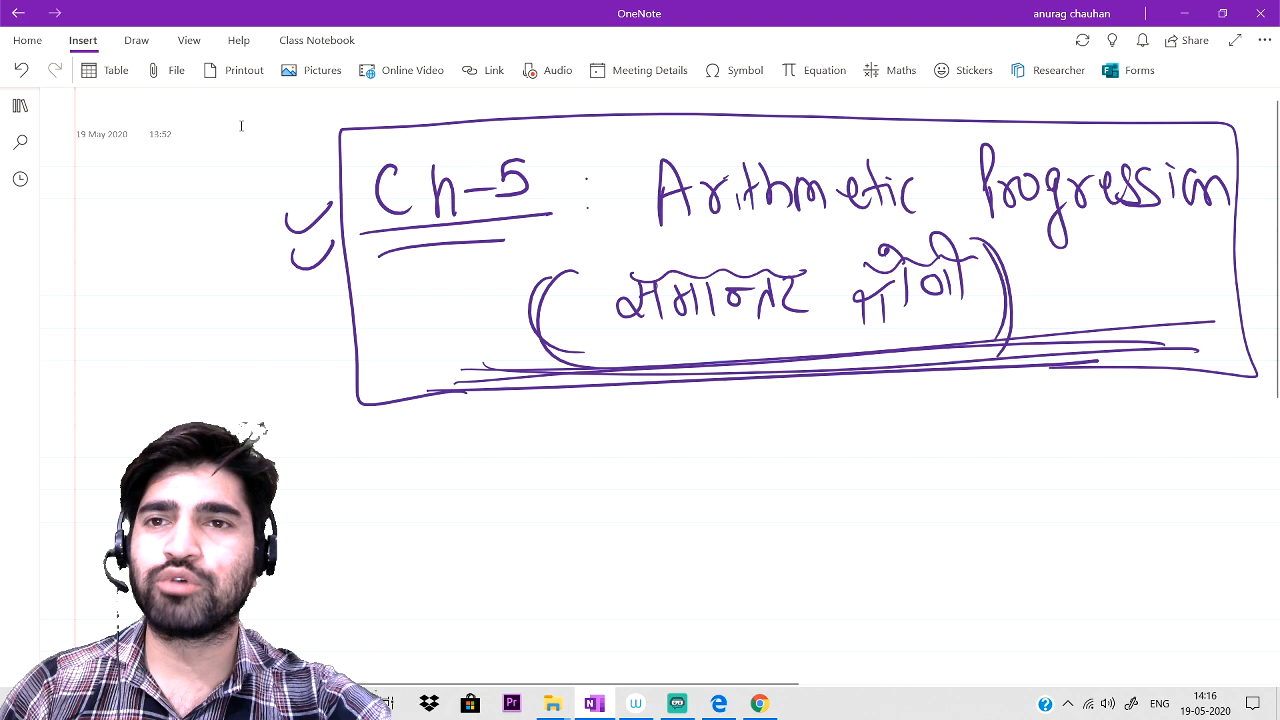 OneNote
anurag chauhan
Home Insert Draw View Help Class Notebook
Share
Table File Printout Pictures Online Video Link Audio Meeting Details Symbol Equation Maths Stickers Researcher Forms
19 May 2020 13:52
Ch-5 : Arithmetic Progression
(समान्तर श्रेणी)
ENG
14:16
19-05-2020